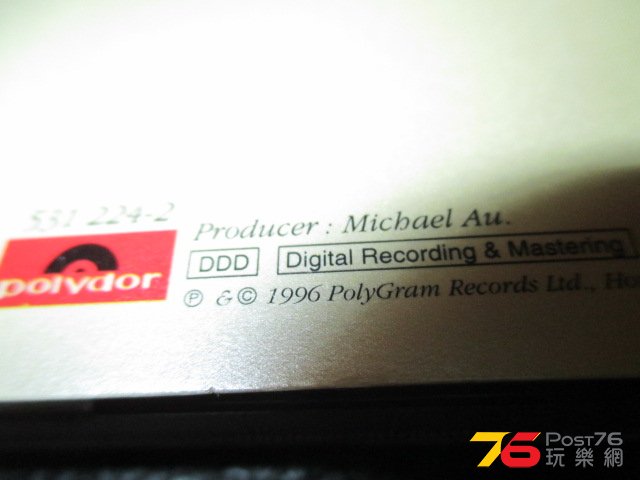 531 224-2
Producer : Michael Au.
polydor
DDD Digital Recording & Mastering
Ⓟ & © 1996 PolyGram Records Ltd.,
76 Post76
玩樂網